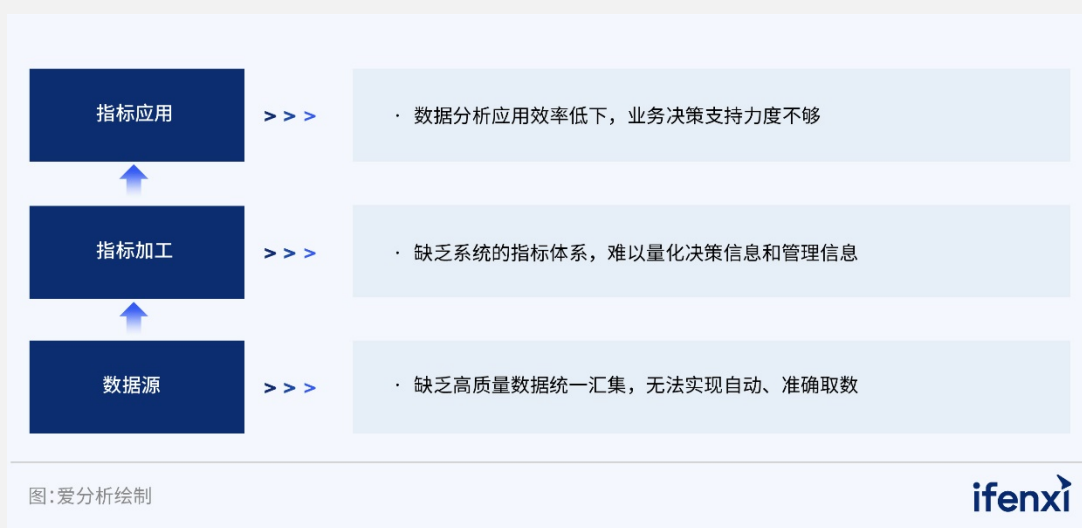 指标应用
>>>
· 数据分析应用效率低下，业务决策支持力度不够
指标加工
>>>
· 缺乏系统的指标体系，难以量化决策信息和管理信息
数据源
>>>
· 缺乏高质量数据统一汇集，无法实现自动、准确取数
图:爱分析绘制
ifenxi